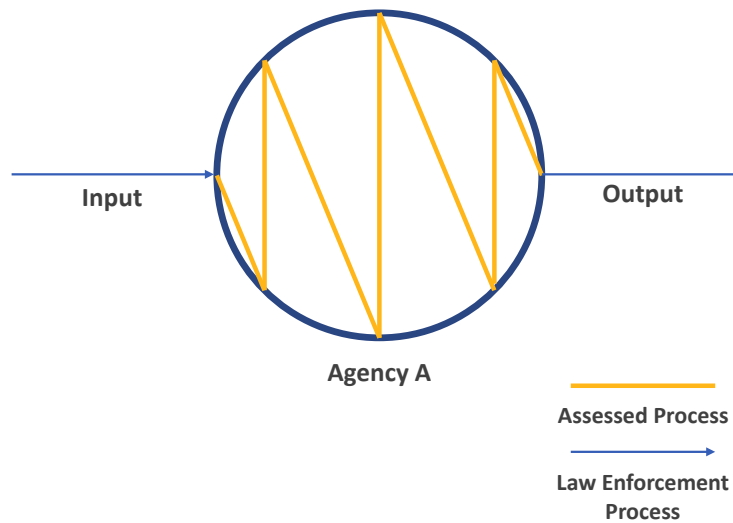 Input
Output
Agency A
Assessed Process
Law Enforcement
Process